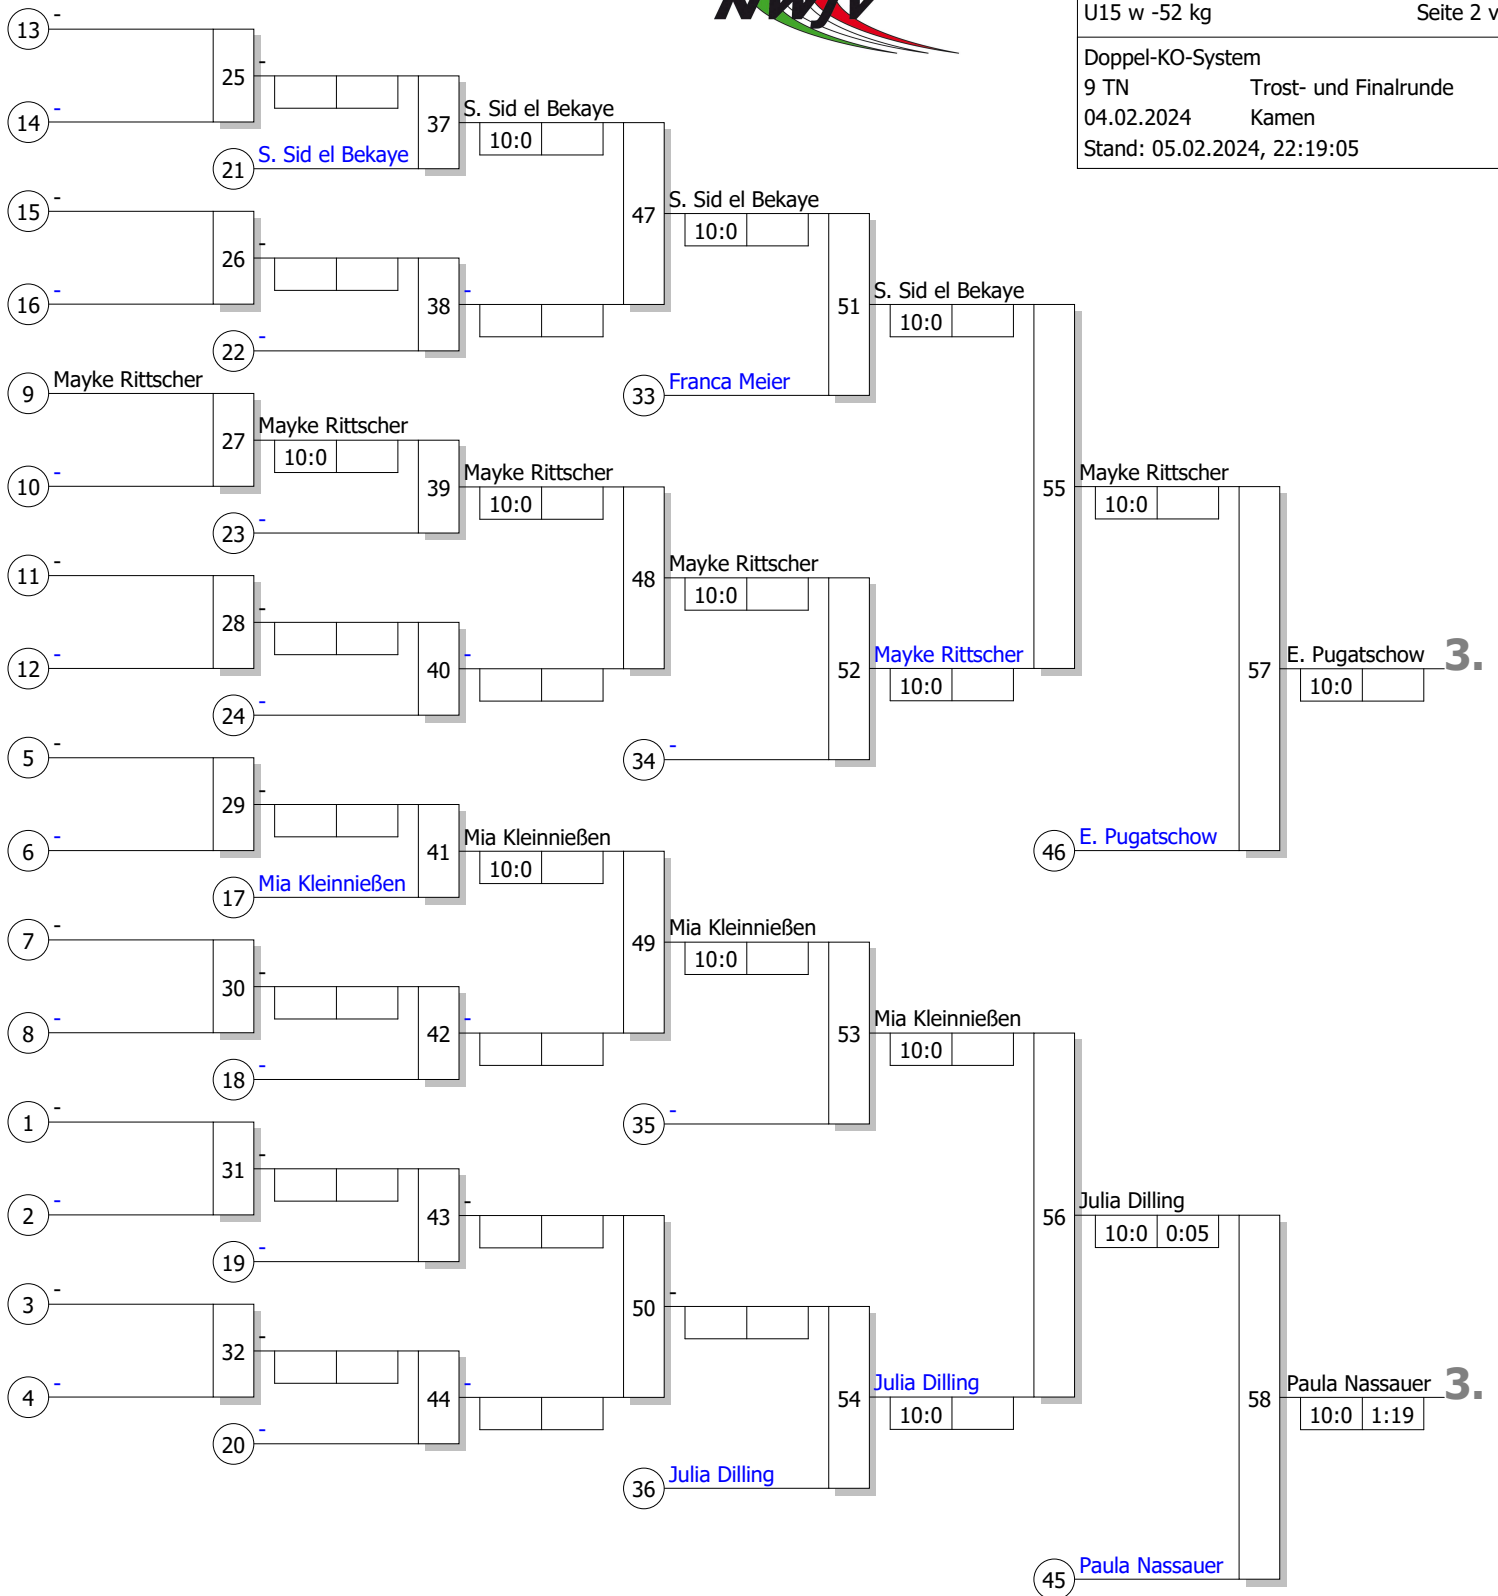 NWJV
U15 w -52 kg Seite 2 v
Doppel-KO-System
9 TN Trost- und Finalrunde
04.02.2024 Kamen
Stand: 05.02.2024, 22:19:05
13 -
25 -
14 -
37 S. Sid el Bekaye
10:0
21 S. Sid el Bekaye
15 -
47 S. Sid el Bekaye
10:0
26 -
16 -
38 -
22 -
51 S. Sid el Bekaye
10:0
33 Franca Meier
9 Mayke Rittscher
27 Mayke Rittscher
10:0
10 -
39 Mayke Rittscher
10:0
23 -
55 Mayke Rittscher
10:0
11 -
48 Mayke Rittscher
10:0
28 -
12 -
40 -
24 -
52 Mayke Rittscher
10:0
34 -
57 E. Pugatschow 3.
10:0
5 -
29 -
6 -
41 Mia Kleinnießen
10:0
17 Mia Kleinnießen
46 E. Pugatschow
7 -
49 Mia Kleinnießen
10:0
30 -
8 -
42 -
18 -
53 Mia Kleinnießen
10:0
35 -
1 -
31 -
2 -
43 -
19 -
56 Julia Dilling
10:0 0:05
3 -
50 -
32 -
4 -
44 -
20 -
54 Julia Dilling
10:0
36 Julia Dilling
58 Paula Nassauer 3.
10:0 1:19
45 Paula Nassauer